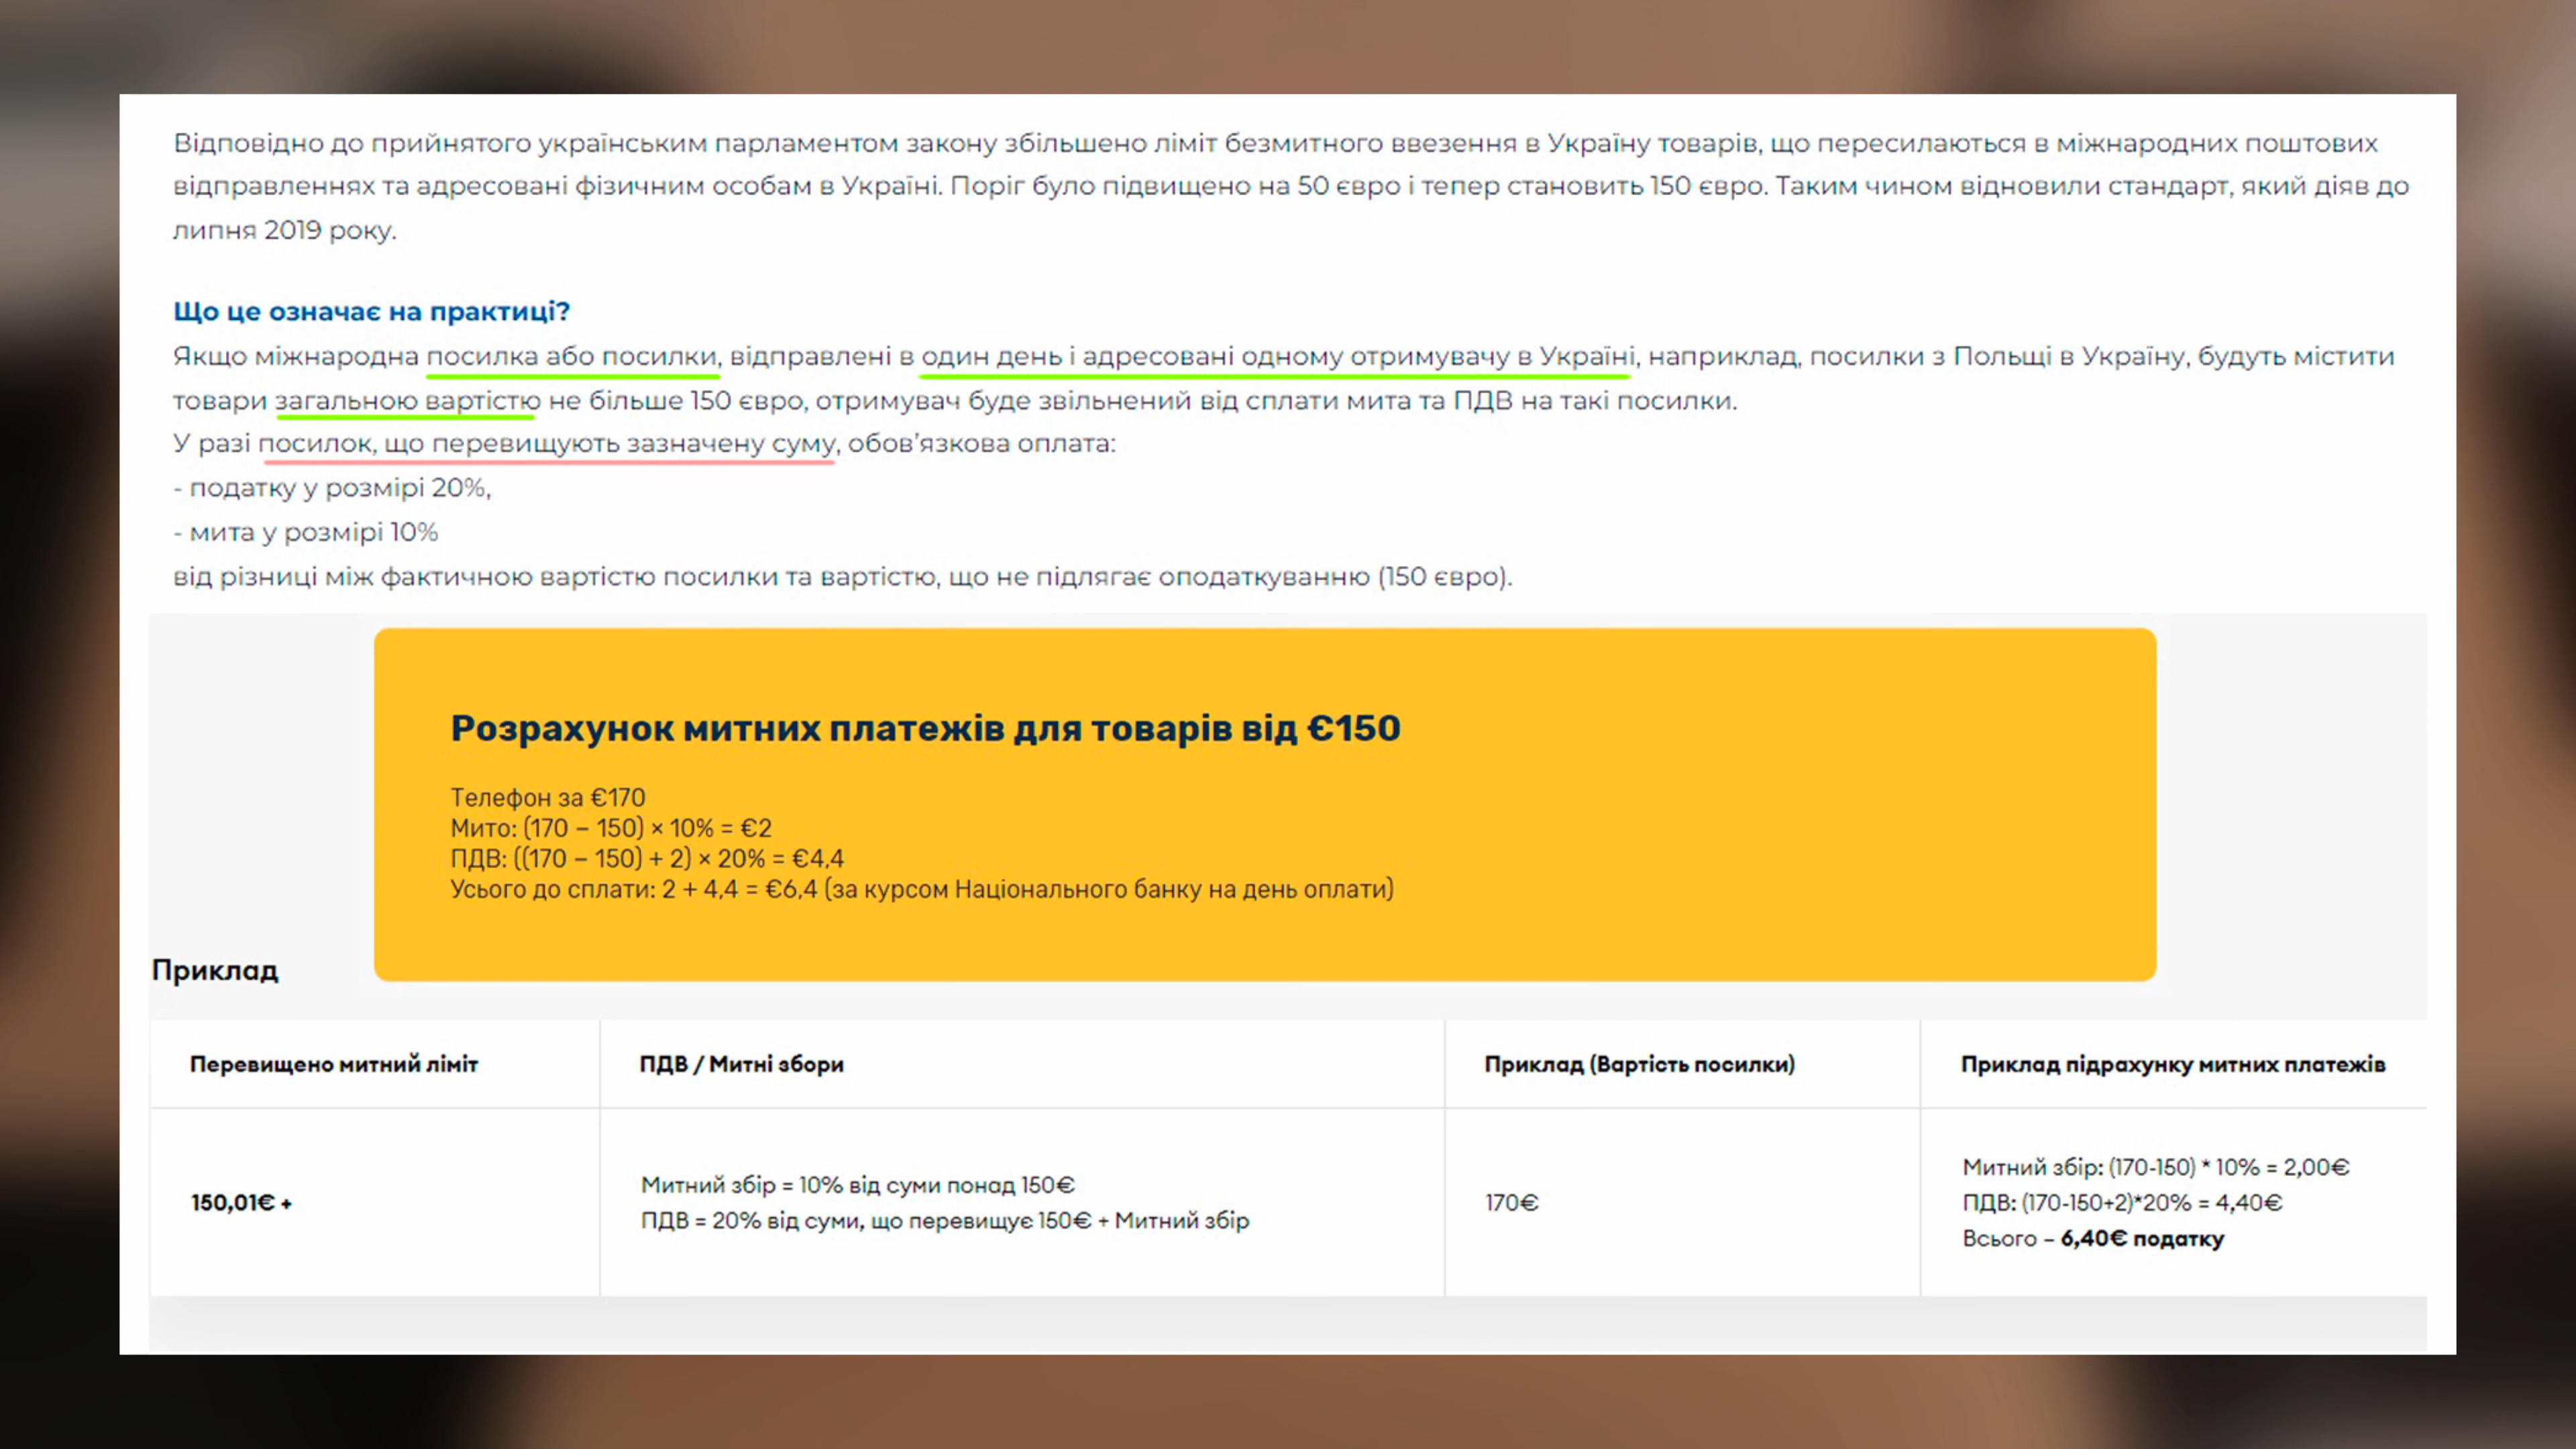 Відповідно до прийнятого українським парламентом закону збільшено ліміт безмитного ввезення в Україну товарів, що пересилаються в міжнародних поштових
відправленнях та адресовані фізичним особам в Україні. Поріг було підвищено на 50 євро і тепер становить 150 євро. Таким чином відновили стандарт, який діяв до
липня 2019 року.
Що це означає на практиці?
Якщо міжнародна посилка або посилки, відправлені в один день і адресовані одному отримувачу в Україні, наприклад, посилки з Польщі в Україну, будуть містити
товари загальною вартістю не більше 150 євро, отримувач буде звільнений від сплати мита та ПДВ на такі посилки.
У разі посилок, що перевищують зазначену суму, обов’язкова оплата:
- податку у розмірі 20%,
- мита у розмірі 10%
від різниці між фактичною вартістю посилки та вартістю, що не підлягає оподаткуванню (150 євро).
Розрахунок митних платежів для товарів від €150
Телефон за €170
Мито: (170 – 150) × 10% = €2
ПДВ: ((170 – 150) + 2) × 20% = €4,4
Усього до сплати: 2 + 4,4 = €6,4 (за курсом Національного банку на день оплати)
Приклад
Перевищено митний ліміт
ПДВ / Митні збори
Приклад (Вартість посилки)
Приклад підрахунку митних платежів
150,01€ +
Митний збір = 10% від суми понад 150€
ПДВ = 20% від суми, що перевищує 150€ + Митний збір
170€
Митний збір: (170-150) * 10% = 2,00€
ПДВ: (170-150+2)*20% = 4,40€
Всього – 6,40€ податку